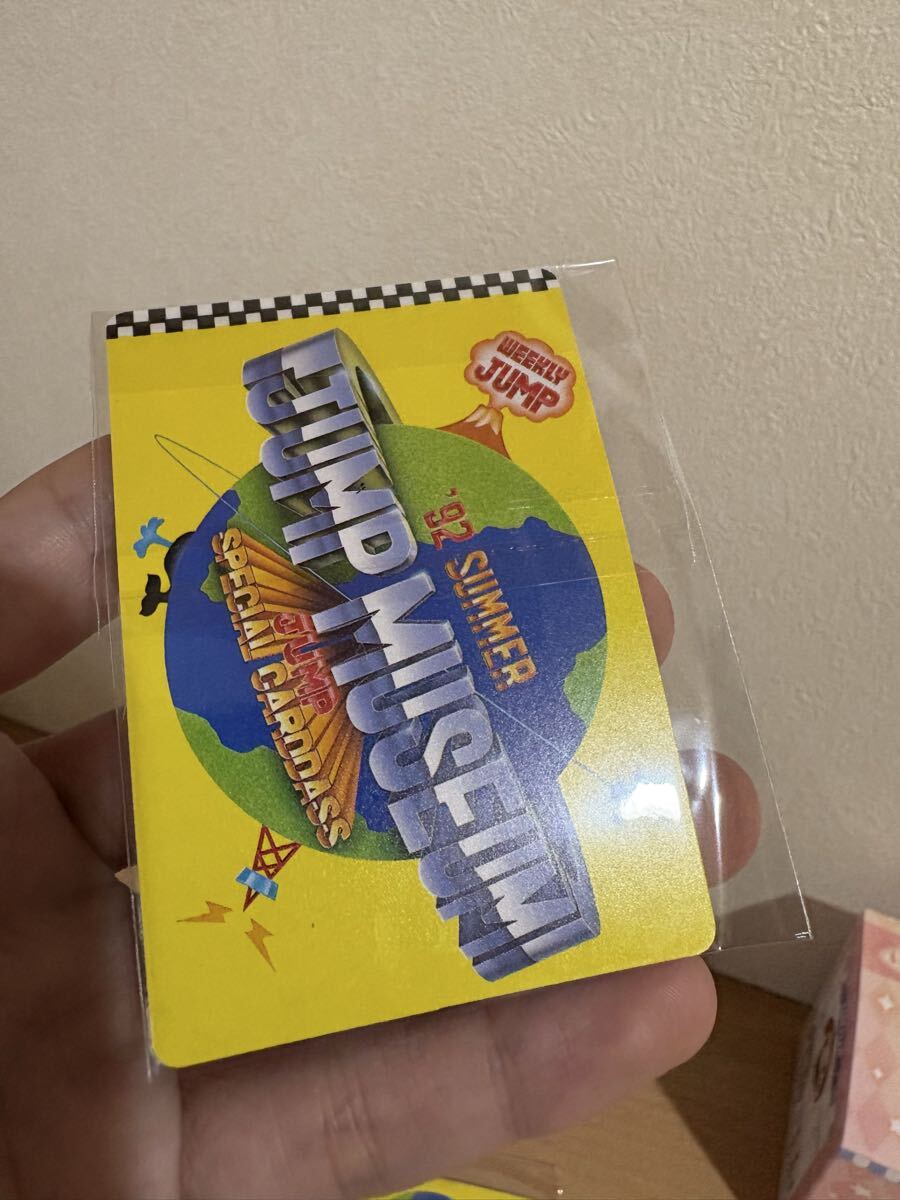 WEEKLY
JUMP
'92 SUMMER
JUMP MUSEUM
JUMP
SPECIAL CARDDASS